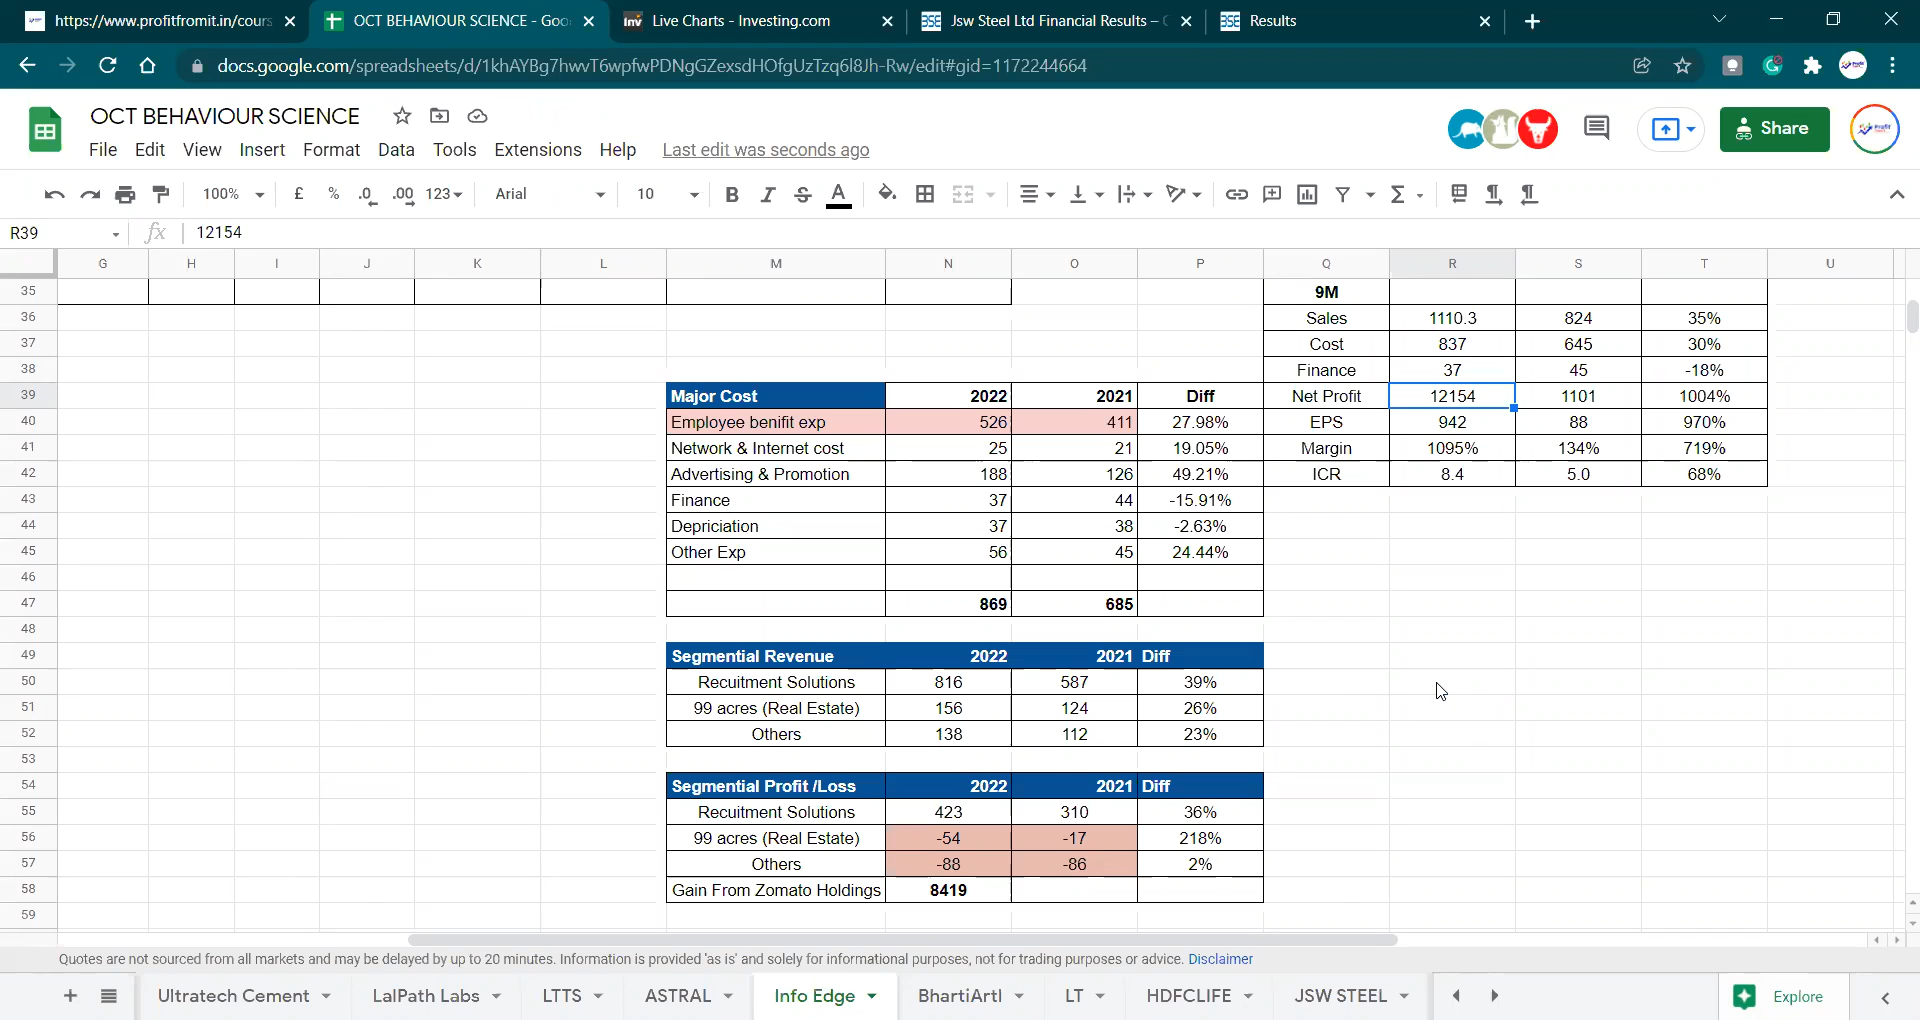 https://www.profitfromit.in/cours
OCT BEHAVIOUR SCIENCE - Goo
Live Charts - Investing.com
Jsw Steel Ltd Financial Results –
Results
docs.google.com/spreadsheets/d/1khAYBg7hwvT6wpfwPDNgGZexsdHOfgUzTzq6l8Jh-Rw/edit#gid=1172244664
OCT BEHAVIOUR SCIENCE
Share
File Edit View Insert Format Data Tools Extensions Help Last edit was seconds ago
100% £ % .0 .00 123 Arial 10 B I S A
R39 fx 12154
G H I J K L M N O P Q R S T U
35 9M
36 Sales 1110.3 824 35%
37 Cost 837 645 30%
38 Finance 37 45 -18%
39 Major Cost 2022 2021 Diff Net Profit 12154 1101 1004%
40 Employee benifit exp 526 411 27.98% EPS 942 88 970%
41 Network & Internet cost 25 21 19.05% Margin 1095% 134% 719%
42 Advertising & Promotion 188 126 49.21% ICR 8.4 5.0 68%
43 Finance 37 44 -15.91%
44 Depriciation 37 38 -2.63%
45 Other Exp 56 45 24.44%
46
47 869 685
48
49 Segmential Revenue 2022 2021 Diff
50 Recuitment Solutions 816 587 39%
51 99 acres (Real Estate) 156 124 26%
52 Others 138 112 23%
53
54 Segmential Profit /Loss 2022 2021 Diff
55 Recuitment Solutions 423 310 36%
56 99 acres (Real Estate) -54 -17 218%
57 Others -88 -86 2%
58 Gain From Zomato Holdings 8419
59
Quotes are not sourced from all markets and may be delayed by up to 20 minutes. Information is provided 'as is' and solely for informational purposes, not for trading purposes or advice. Disclaimer
Ultratech Cement LalPath Labs LTTS ASTRAL Info Edge BhartiArtl LT HDFCLIFE JSW STEEL Explore